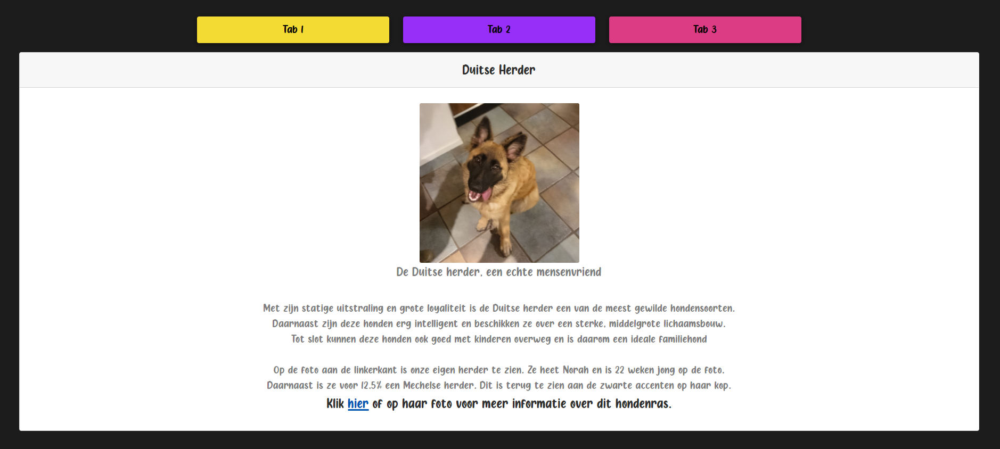 Tab 1
Tab 2
Tab 3
Duitse Herder
De Duitse herder, een echte mensenvriend
Met zijn statige uitstraling en grote loyaliteit is de Duitse herder een van de meest gewilde hondensoorten.
Daarnaast zijn deze honden erg intelligent en beschikken ze over een sterke, middelgrote lichaamsbouw.
Tot slot kunnen deze honden ook goed met kinderen overweg en is daarom een ideale familiehond
Op de foto aan de linkerkant is onze eigen herder te zien. Ze heet Norah en is 22 weken jong op de foto.
Daarnaast is ze voor 12.5% een Mechelse herder. Dit is terug te zien aan de zwarte accenten op haar kop.
Klik hier of op haar foto voor meer informatie over dit hondenras.